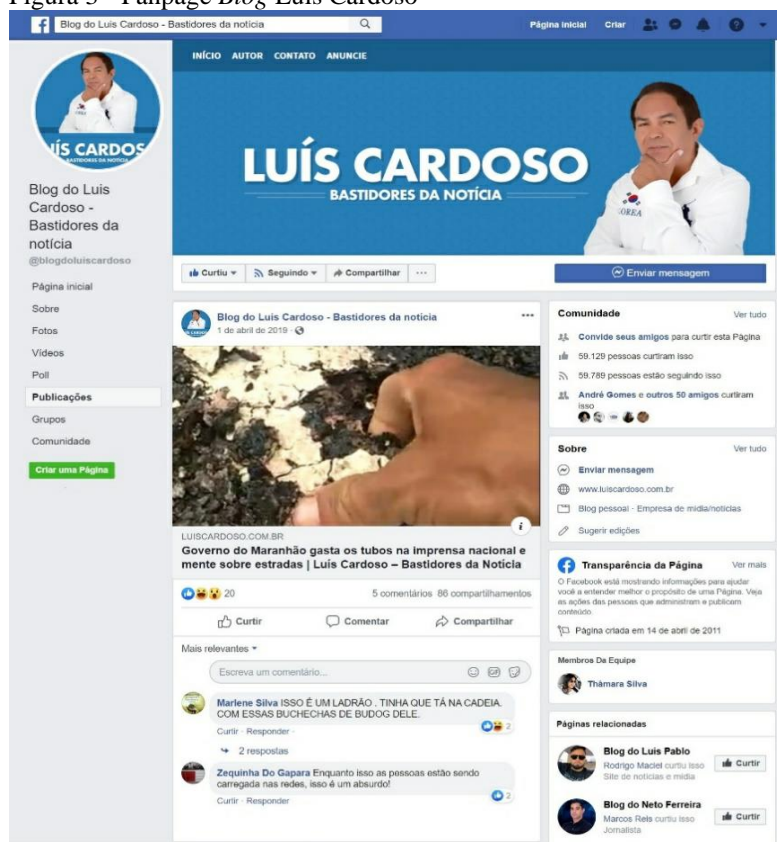 Figura 3 - Fanpage Blog Luis Cardoso
Blog do Luis Cardoso - Bastidores da notícia
Página inicial Criar
INÍCIO AUTOR CONTATO ANUNCIE
ÍS CARDOS
BASTIDORES DA NOTÍCIA
LUÍS CARDOSO
BASTIDORES DA NOTÍCIA
KOREA
Blog do Luis
Cardoso -
Bastidores da
notícia
@blogdoluiscardoso
Página inicial
Sobre
Fotos
Vídeos
Poll
Publicações
Grupos
Comunidade
Criar uma Página
Curtiu Seguindo Compartilhar ...
Enviar mensagem
Blog do Luis Cardoso - Bastidores da notícia
1 de abril de 2019
LUISCARDOSO.COM.BR
Governo do Maranhão gasta os tubos na imprensa nacional e
mente sobre estradas | Luís Cardoso – Bastidores da Notícia
20 5 comentários 86 compartilhamentos
Curtir Comentar Compartilhar
Mais relevantes
Escreva um comentário...
GIF
Marlene Silva ISSO É UM LADRÃO . TINHA QUE TÁ NA CADEIA.
COM ESSAS BUCHECHAS DE BUDOG DELE.
2
Curtir · Responder ·
2 respostas
Zequinha Do Gapara Enquanto isso as pessoas estão sendo
carregada nas redes, isso é um absurdo!
2
Curtir · Responder
Comunidade Ver tudo
Convide seus amigos para curtir esta Página
59.129 pessoas curtiram isso
59.789 pessoas estão seguindo isso
André Gomes e outros 50 amigos curtiram
isso
Sobre Ver tudo
Enviar mensagem
www.luiscardoso.com.br
Blog pessoal · Empresa de mídia/notícias
Sugerir edições
Transparência da Página Ver mais
O Facebook está mostrando informações para ajudar
você a entender melhor o propósito de uma Página. Veja
as ações das pessoas que administram e publicam
conteúdo.
Página criada em 14 de abril de 2011
Membros Da Equipe
Thâmara Silva
Páginas relacionadas
Blog do Luis Pablo
Rodrigo Maciel curtiu isso
Site de notícias e mídia
Curtir
Blog do Neto Ferreira
Marcos Reis curtiu isso
Jornalista
Curtir